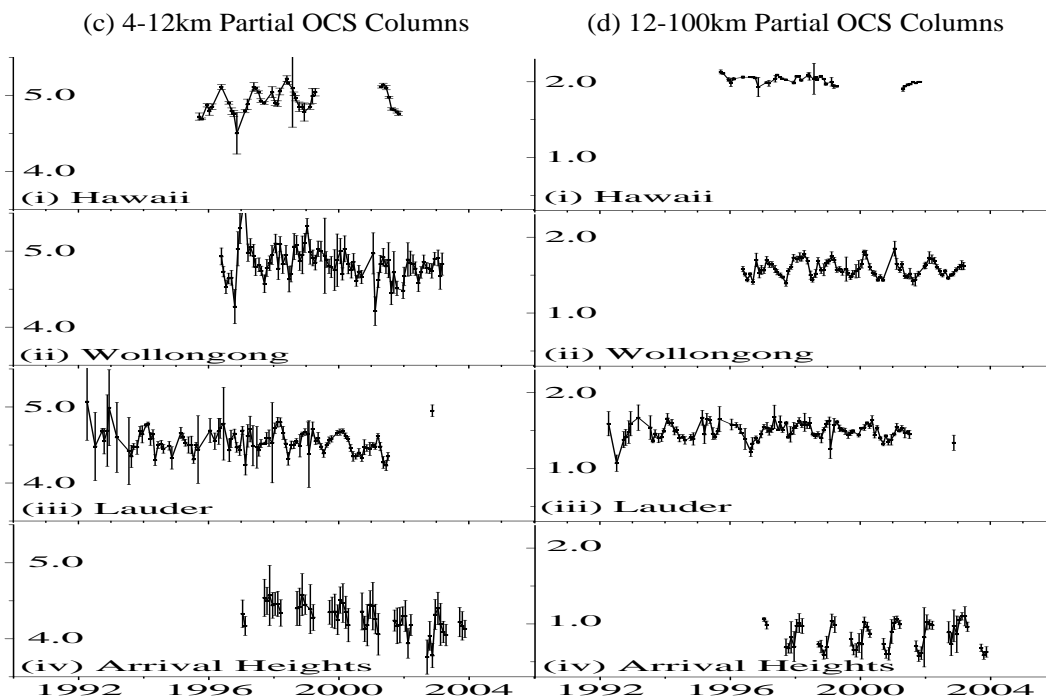 (c) 4-12km Partial OCS Columns
(d) 12-100km Partial OCS Columns
5.0
4.0
(i) Hawaii
2.0
1.0
(i) Hawaii
5.0
4.0
(ii) Wollongong
2.0
1.0
(ii) Wollongong
5.0
4.0
(iii) Lauder
2.0
1.0
(iii) Lauder
5.0
4.0
(iv) Arrival Heights
2.0
1.0
(iv) Arrival Heights
1992 1996 2000 2004
1992 1996 2000 2004